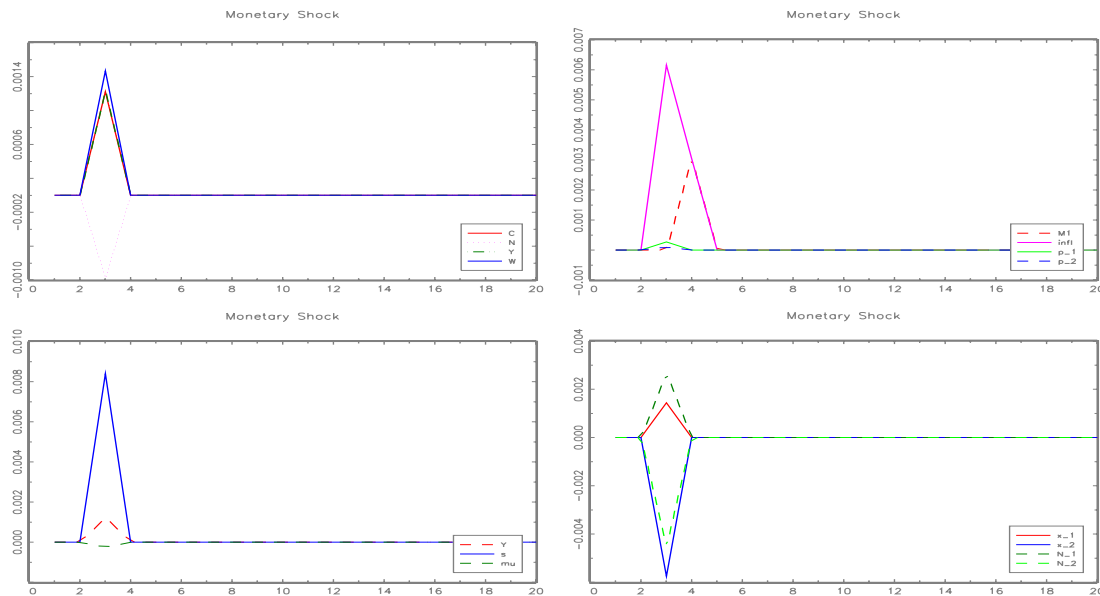 Monetary Shock
0.0014
0.0006
−0.0002
−0.0010
C
N
Y
W
0 2 4 6 8 10 12 14 16 18 20
Monetary Shock
0.007
0.006
0.005
0.004
0.003
0.002
0.001
−0.001
M1
infl
p_1
p_2
0 2 4 6 8 10 12 14 16 18 20
Monetary Shock
0.010
0.008
0.006
0.004
0.002
0.000
Y
s
mu
0 2 4 6 8 10 12 14 16 18 20
Monetary Shock
0.004
0.002
0.000
−0.002
−0.004
x_1
x_2
N_1
N_2
0 2 4 6 8 10 12 14 16 18 20